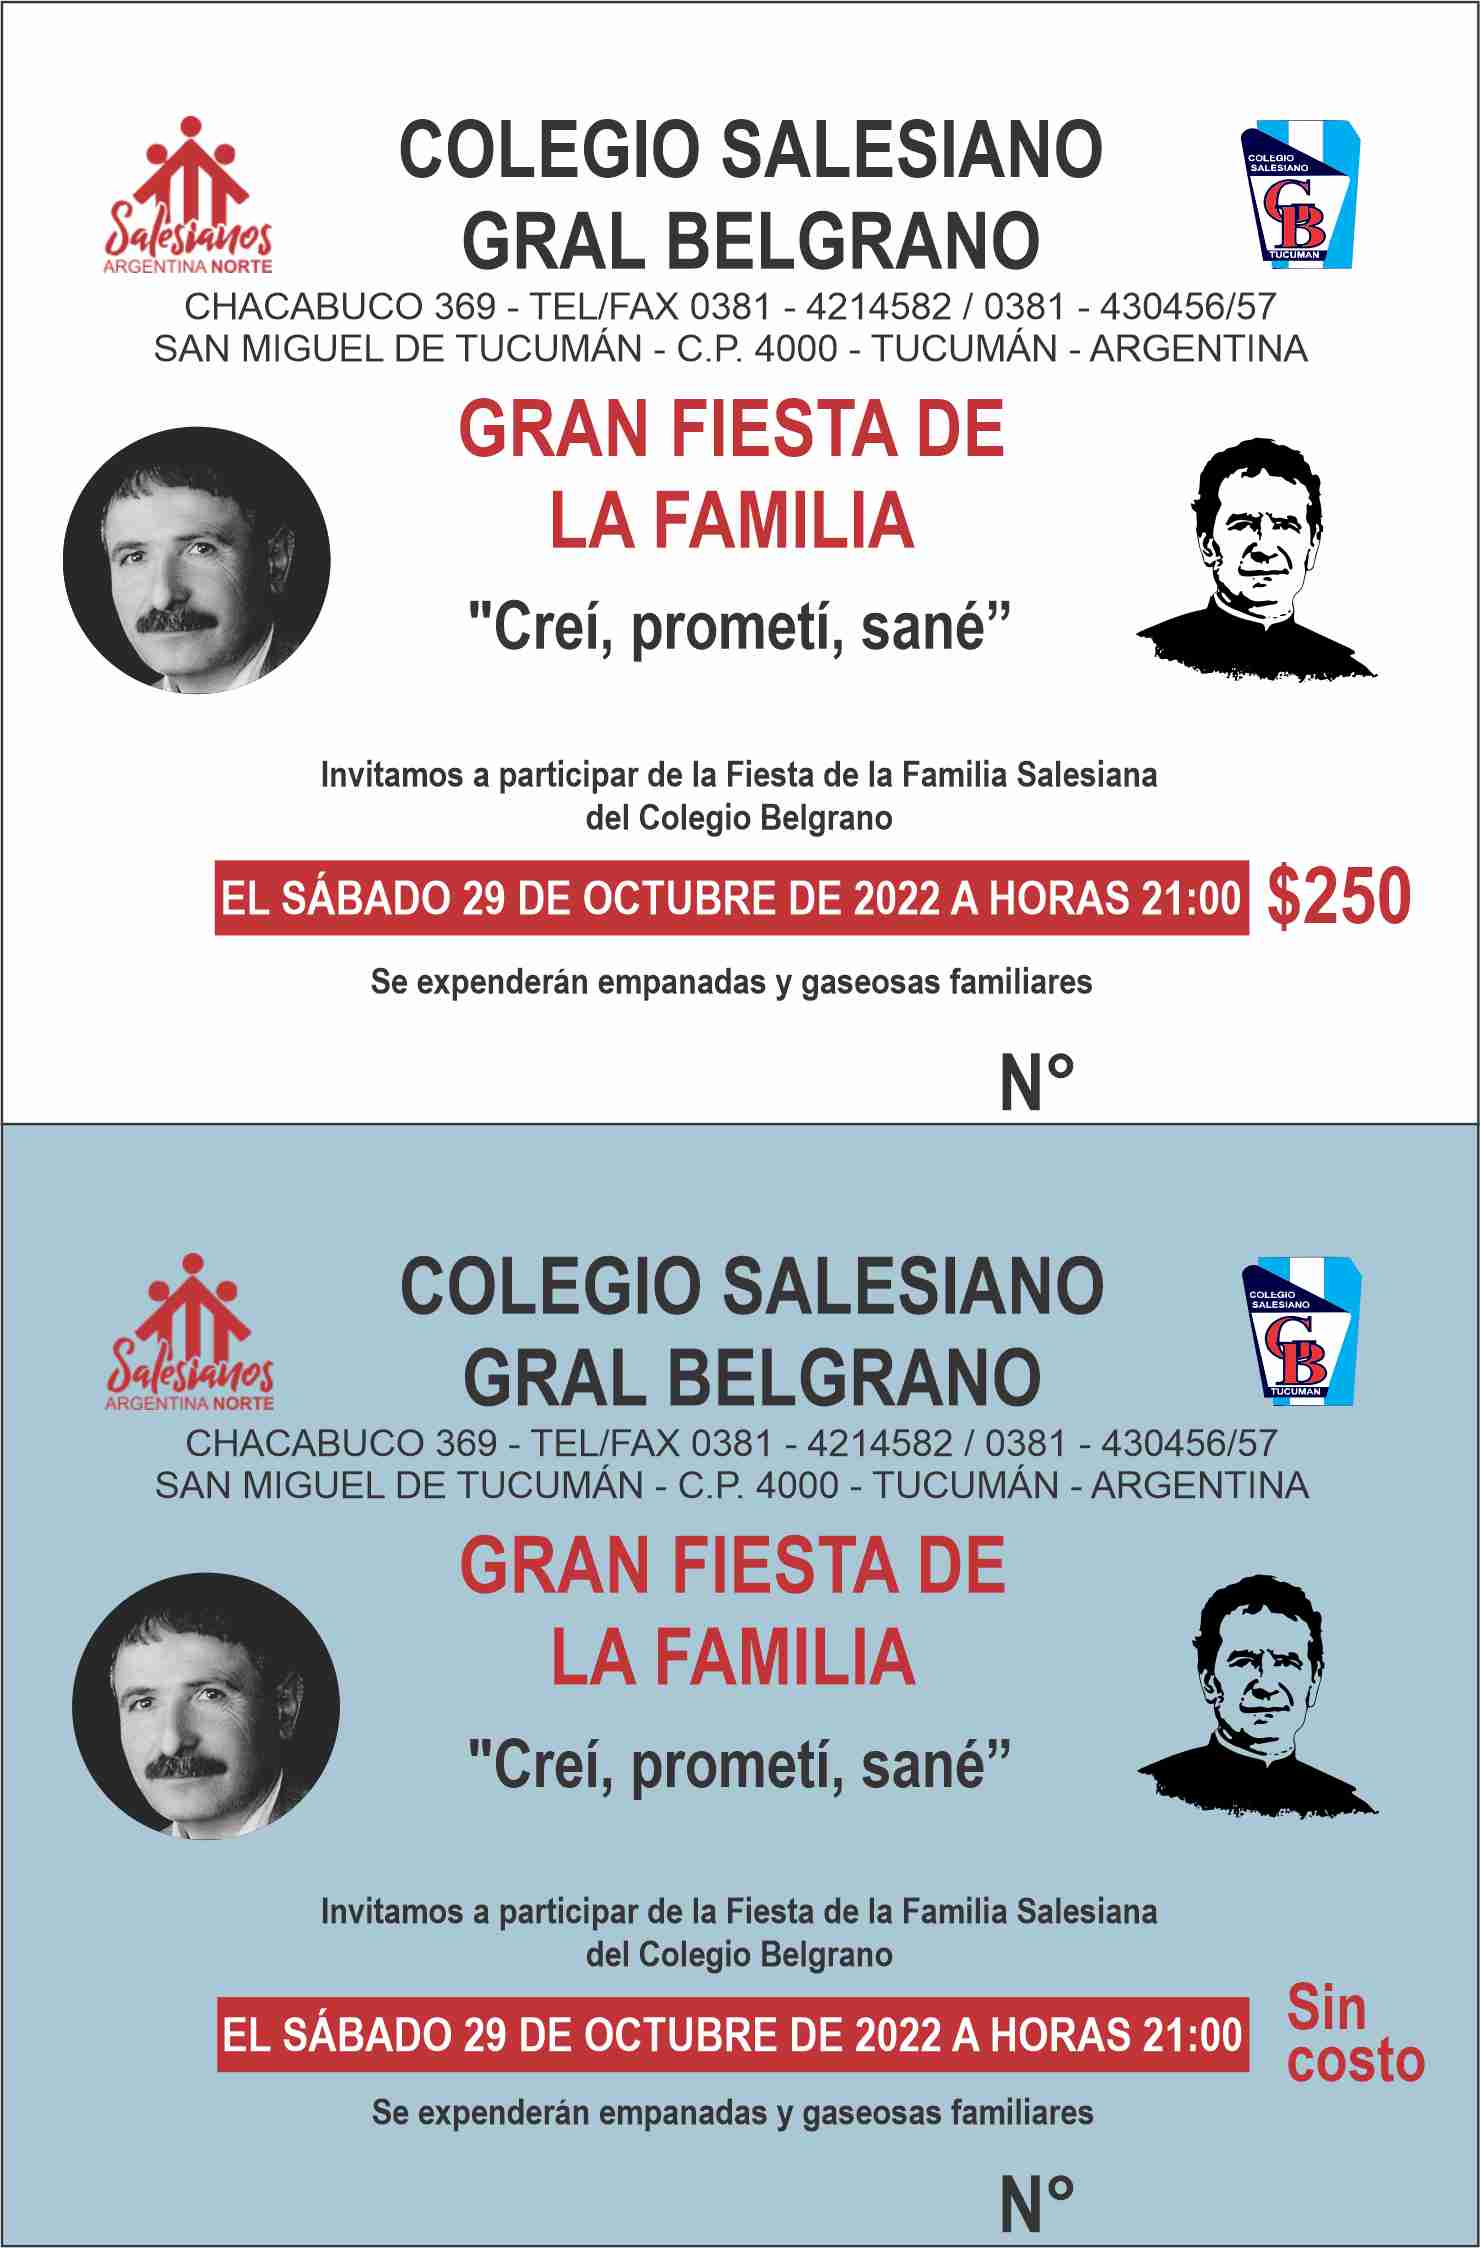 COLEGIO SALESIANO
GRAL BELGRANO
Salesianos
ARGENTINA NORTE
COLEGIO
SALESIANO
CB
TUCUMAN
CHACABUCO 369 - TEL/FAX 0381 - 4214582 / 0381 - 430456/57
SAN MIGUEL DE TUCUMÁN - C.P. 4000 - TUCUMÁN - ARGENTINA
GRAN FIESTA DE
LA FAMILIA
"Creí, prometí, sané”
Invitamos a participar de la Fiesta de la Familia Salesiana
del Colegio Belgrano
EL SÁBADO 29 DE OCTUBRE DE 2022 A HORAS 21:00
$250
Se expenderán empanadas y gaseosas familiares
N°
COLEGIO SALESIANO
GRAL BELGRANO
Salesianos
ARGENTINA NORTE
COLEGIO
SALESIANO
CB
TUCUMAN
CHACABUCO 369 - TEL/FAX 0381 - 4214582 / 0381 - 430456/57
SAN MIGUEL DE TUCUMÁN - C.P. 4000 - TUCUMÁN - ARGENTINA
GRAN FIESTA DE
LA FAMILIA
"Creí, prometí, sané”
Invitamos a participar de la Fiesta de la Familia Salesiana
del Colegio Belgrano
EL SÁBADO 29 DE OCTUBRE DE 2022 A HORAS 21:00
Sin
costo
Se expenderán empanadas y gaseosas familiares
N°